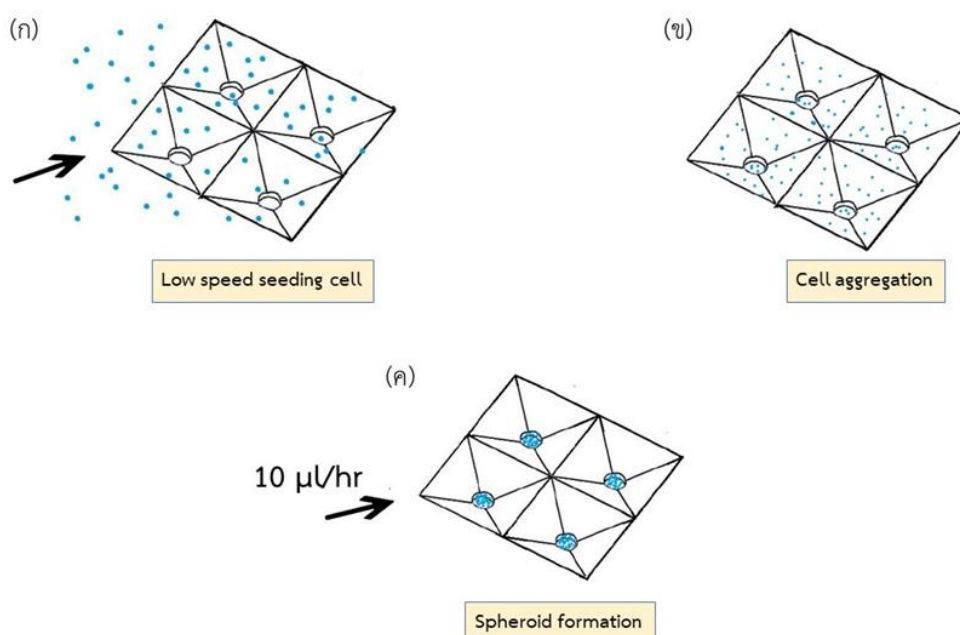 (ก)
(ข)
Low speed seeding cell
Cell aggregation
(ค)
10 µl/hr
Spheroid formation